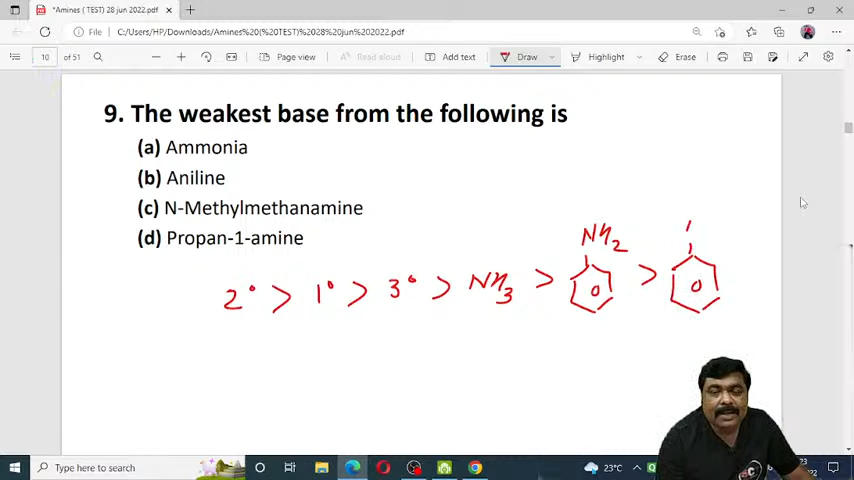 *Amines ( TEST) 28 jun 2022.pdf
File
C:/Users/HP/Downloads/Amines%20(%20TEST)%2028%20jun%202022.pdf
10 of 51
Page view
Read aloud
Add text
Draw
Highlight
Erase
9. The weakest base from the following is
(a) Ammonia
(b) Aniline
(c) N-Methylmethanamine
(d) Propan-1-amine
NH2
2° > 1° > 3° > NH3 > >
Type here to search
23°C